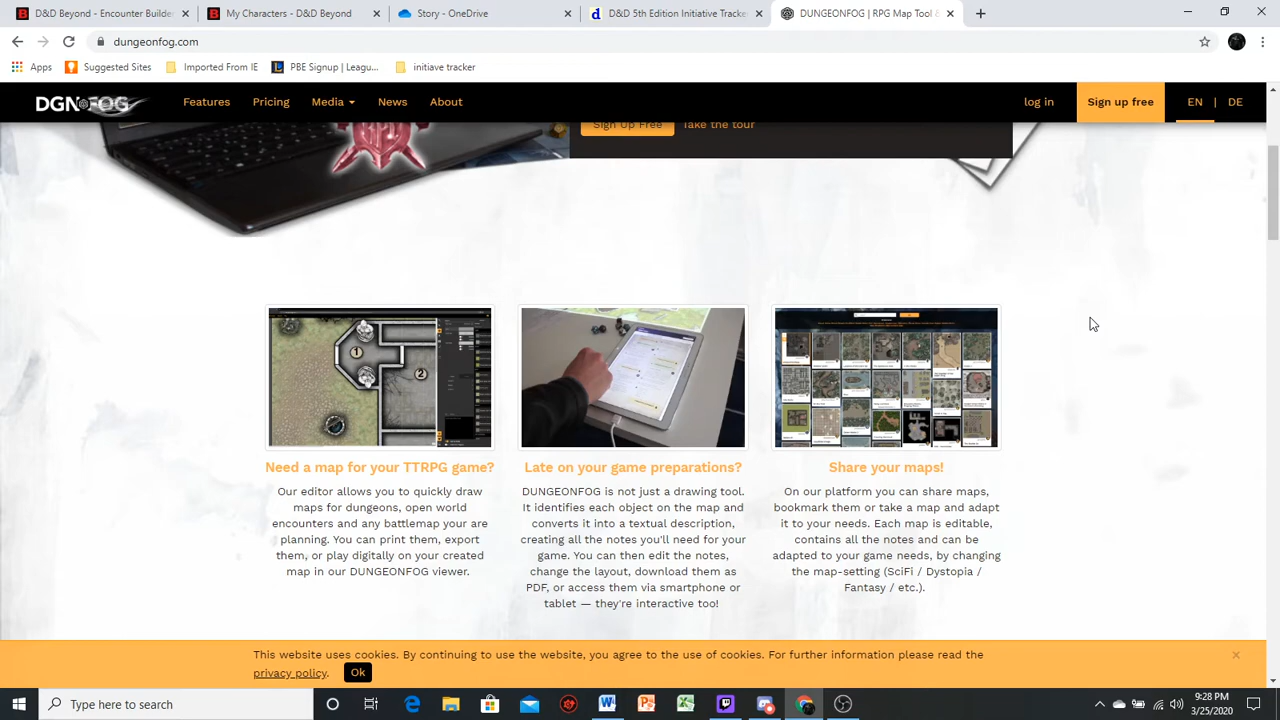 D&D Beyond - Encounter Builder
My Characters - D&D Beyond
Story - OneDrive
D&D 5th Edition Initiative Tracke
DUNGEONFOG | RPG Map Tool &
dungeonfog.com
Apps
Suggested Sites
Imported From IE
PBE Signup | Leagu...
initiave tracker
DGNFOG
Features
Pricing
Media
News
About
log in
Sign up free
EN | DE
Sign Up Free
Take the tour
1
2
Need a map for your TTRPG game?
Our editor allows you to quickly draw
maps for dungeons, open world
encounters and any battlemap your are
planning. You can print them, export
them, or play digitally on your created
map in our DUNGEONFOG viewer.
Late on your game preparations?
DUNGEONFOG is not just a drawing tool.
It identifies each object on the map and
converts it into a textual description,
creating all the notes you'll need for your
game. You can then edit the notes,
change the layout, download them as
PDF, or access them via smartphone or
tablet — they're interactive too!
Share your maps!
On our platform you can share maps,
bookmark them or take a map and adapt
it to your needs. Each map is editable,
contains all the notes and can be
adapted to your game needs, by changing
the map-setting (SciFi / Dystopia /
Fantasy / etc.).
This website uses cookies. By continuing to use the website, you agree to the use of cookies. For further information please read the
privacy policy.
Ok
Type here to search
9:28 PM
3/25/2020